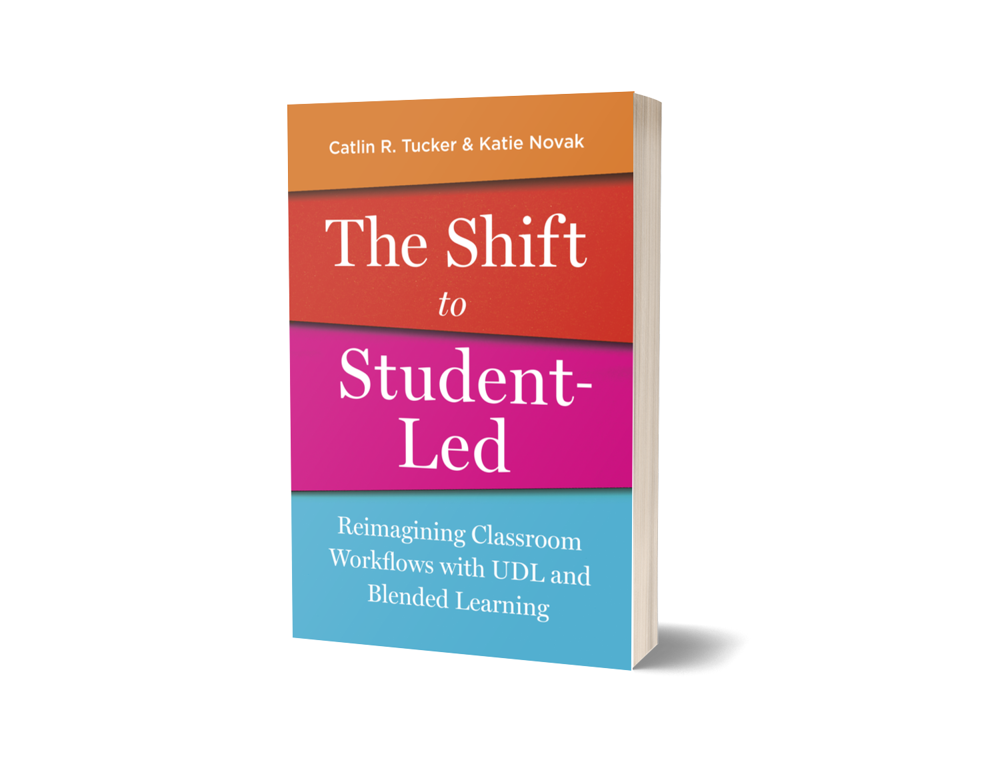 Catlin R. Tucker & Katie Novak
The Shift
to
Student-
Led
Reimagining Classroom
Workflows with UDL and
Blended Learning